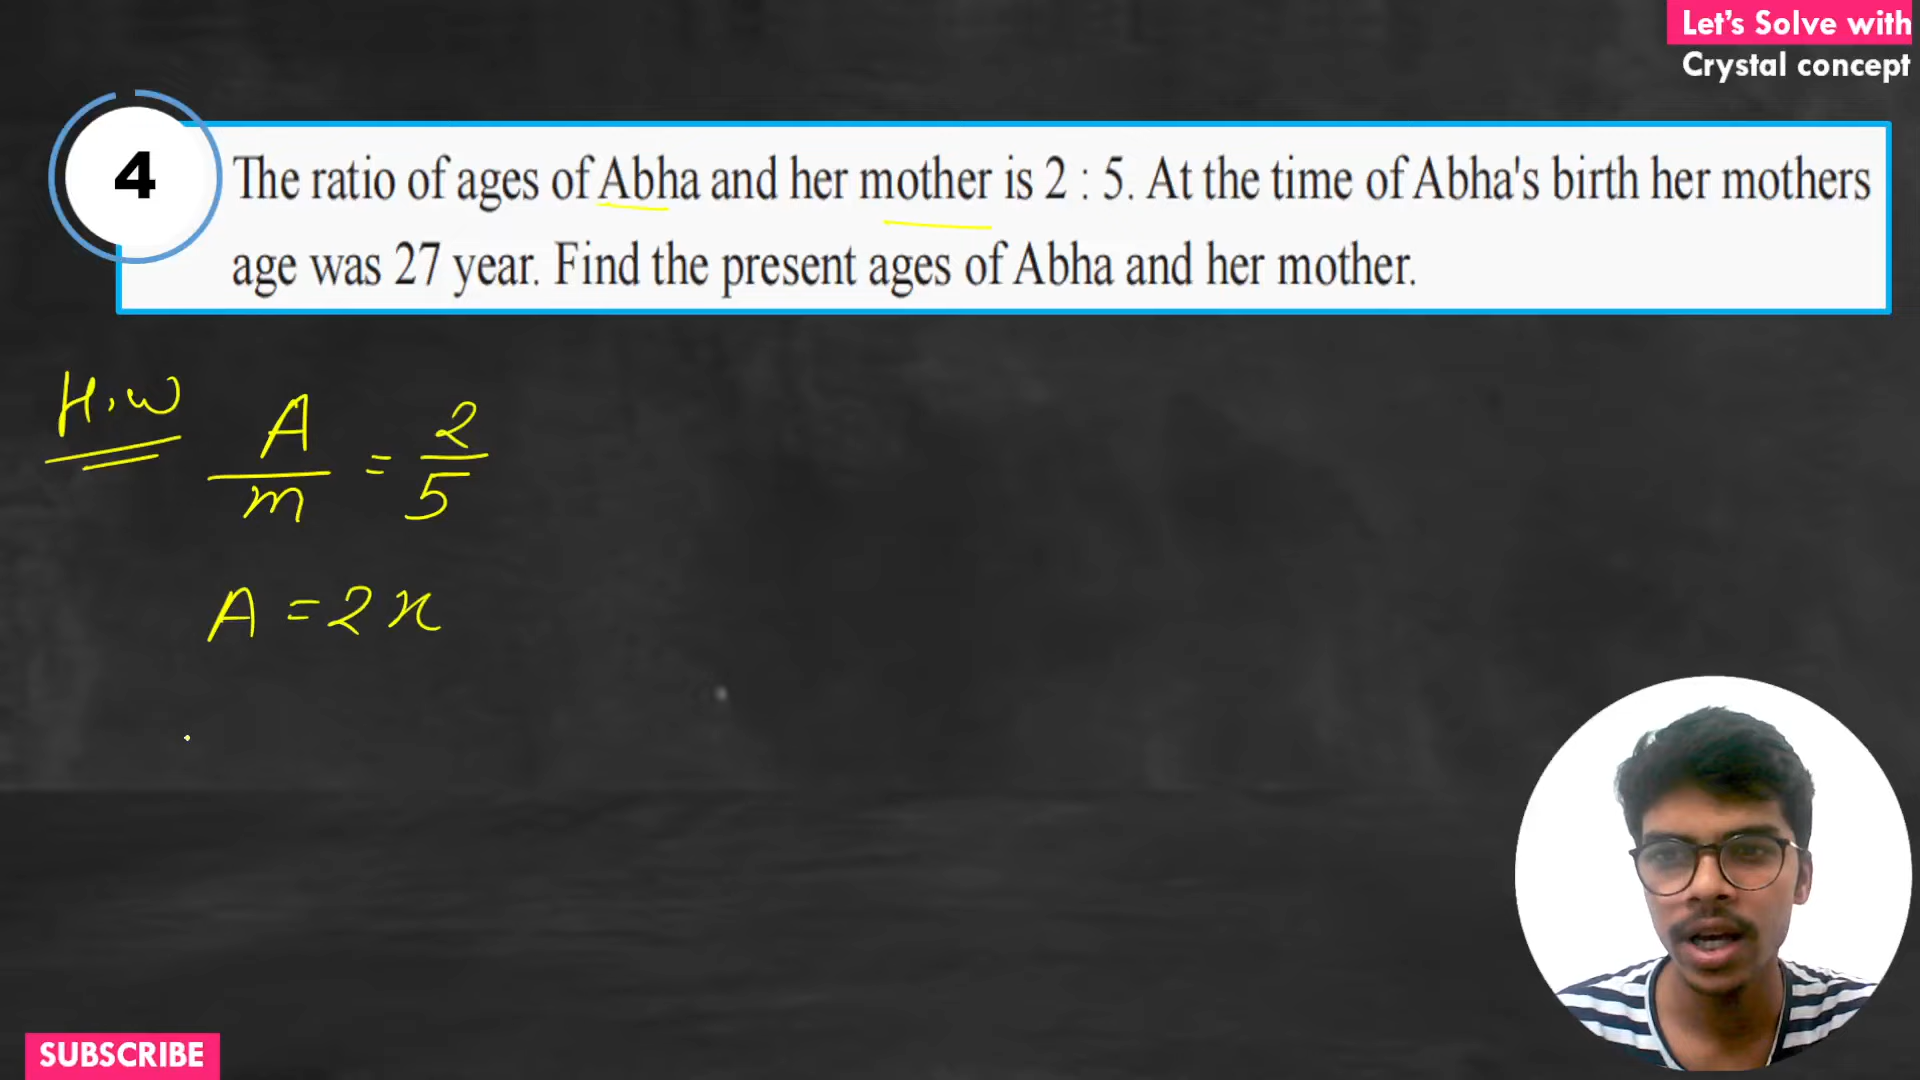 Let's Solve with
Crystal concept
4
The ratio of ages of Abha and her mother is 2 : 5. At the time of Abha's birth her mothers
age was 27 year. Find the present ages of Abha and her mother.
H.W
A/m = 2/5
A = 2x
SUBSCRIBE